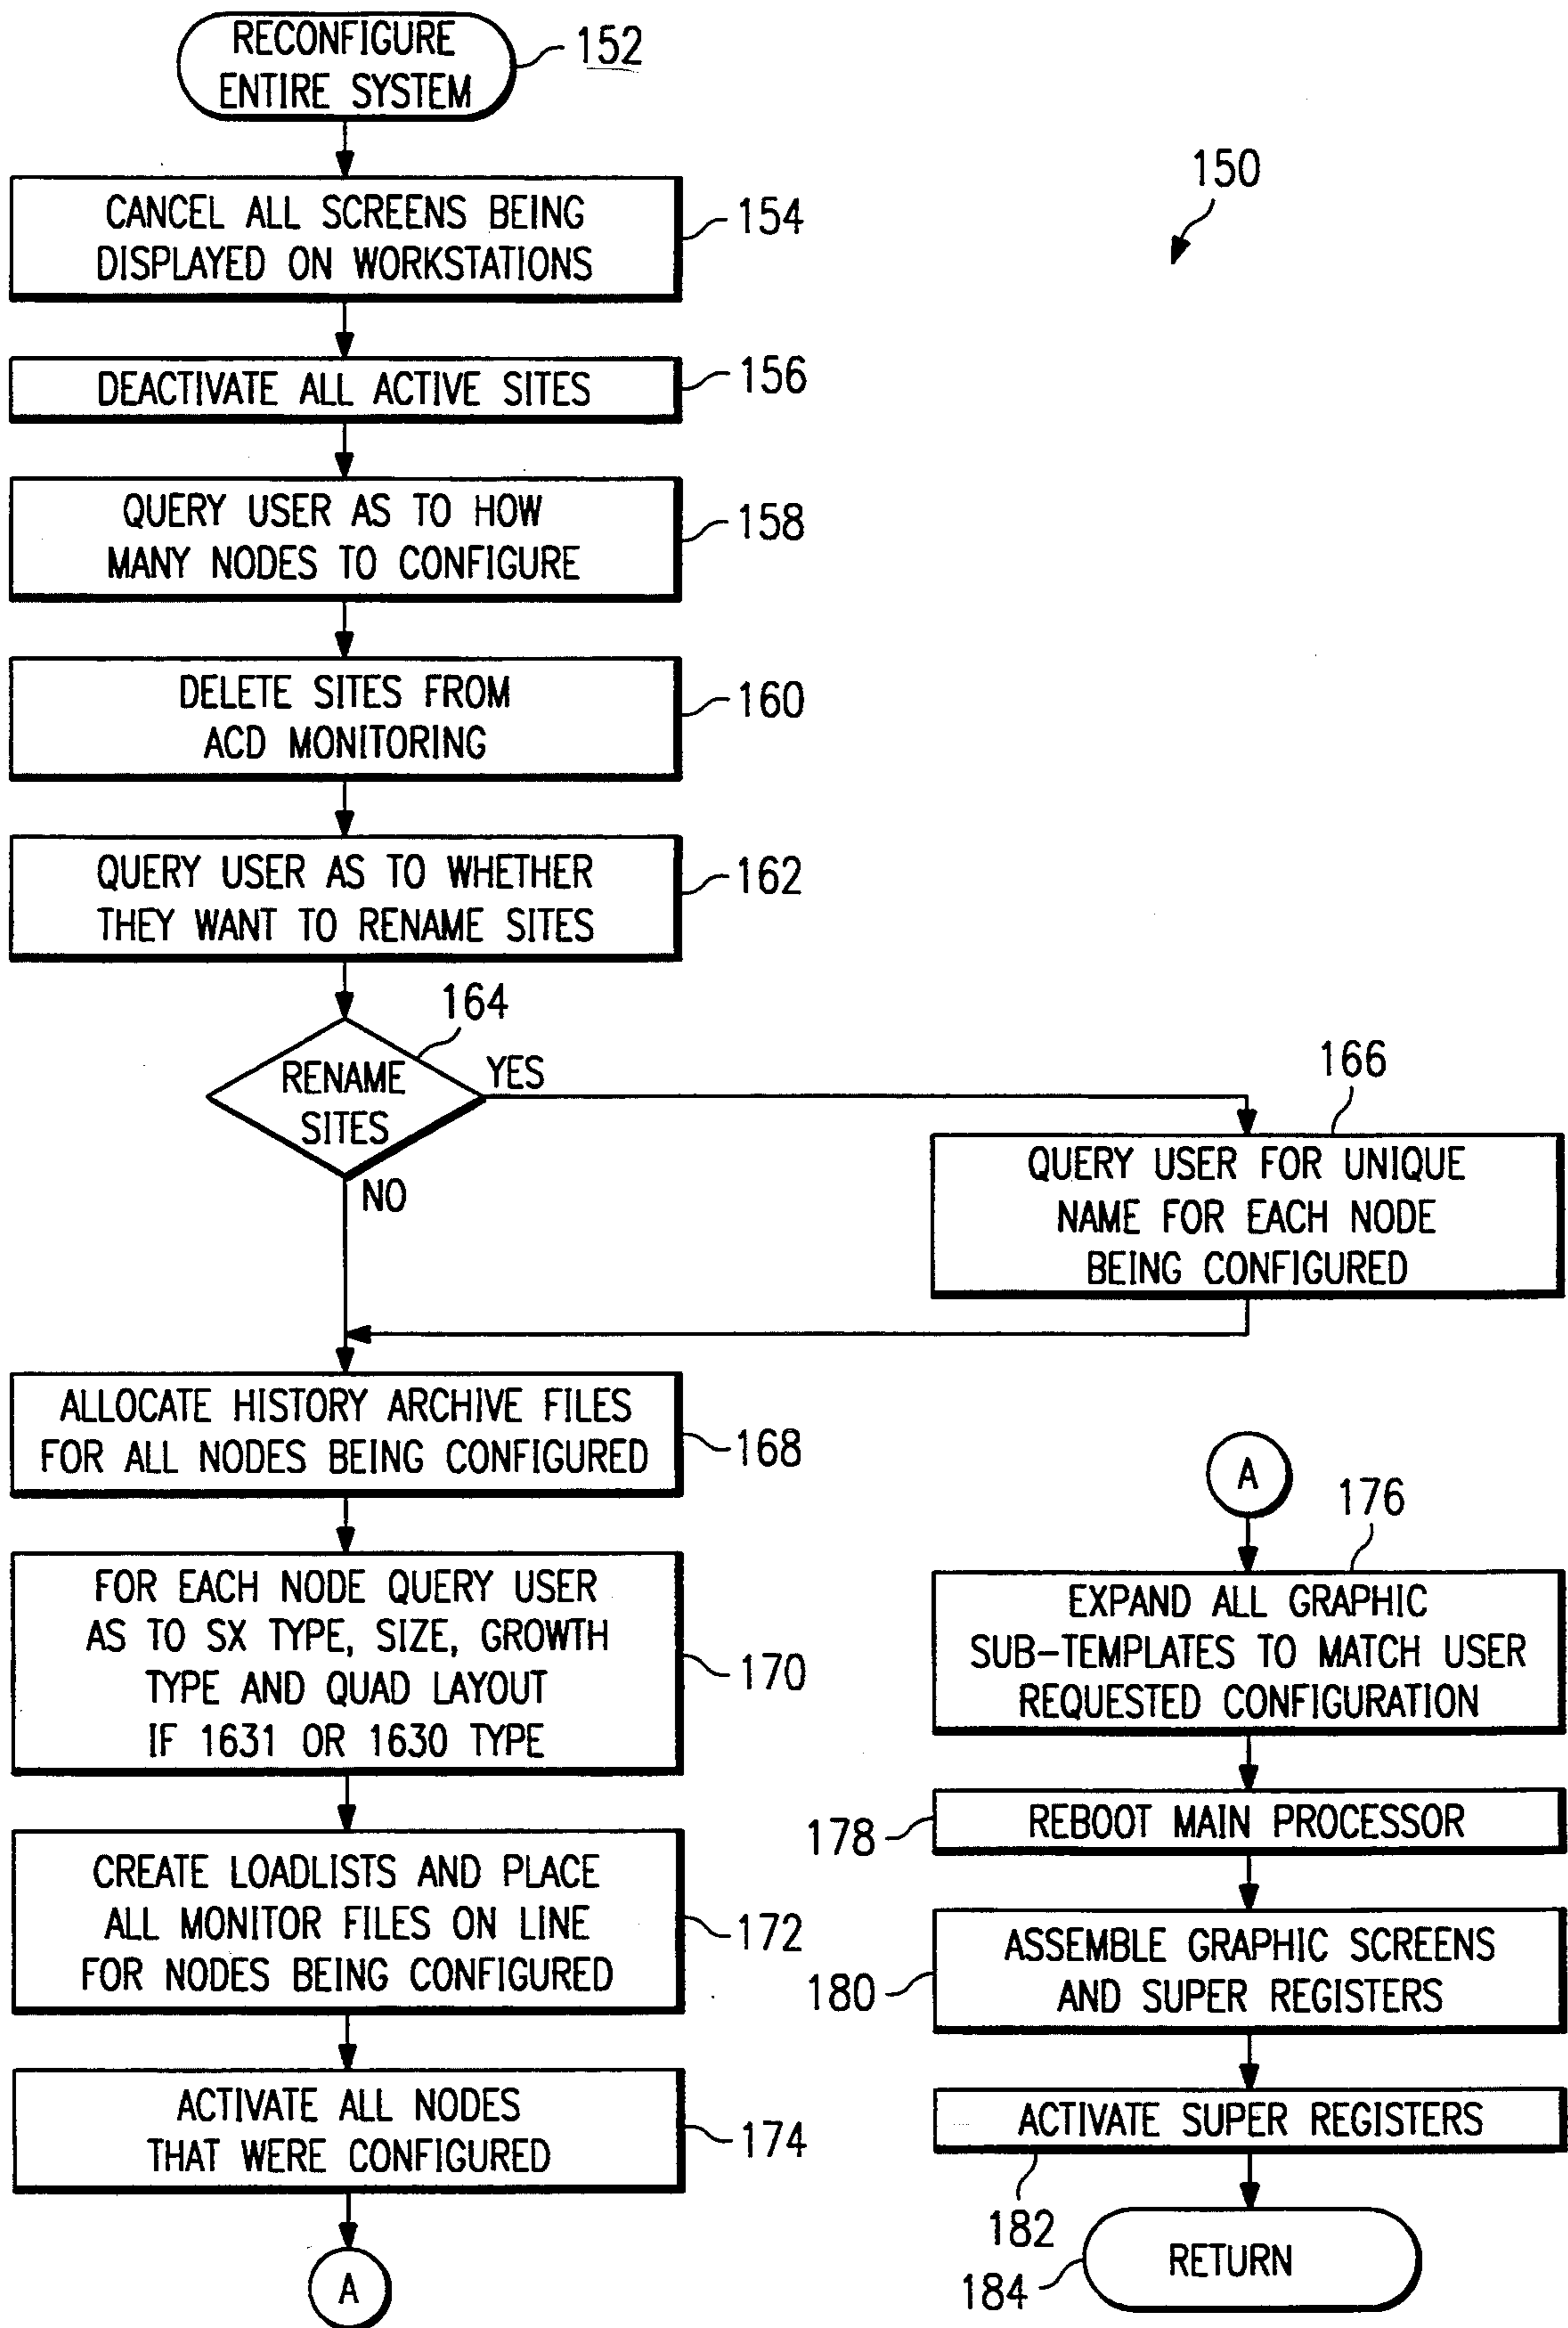 RECONFIGURE
ENTIRE SYSTEM
152
150
CANCEL ALL SCREENS BEING
DISPLAYED ON WORKSTATIONS
154
DEACTIVATE ALL ACTIVE SITES
156
QUERY USER AS TO HOW
MANY NODES TO CONFIGURE
158
DELETE SITES FROM
ACD MONITORING
160
QUERY USER AS TO WHETHER
THEY WANT TO RENAME SITES
162
164
RENAME
SITES
YES
NO
166
QUERY USER FOR UNIQUE
NAME FOR EACH NODE
BEING CONFIGURED
ALLOCATE HISTORY ARCHIVE FILES
FOR ALL NODES BEING CONFIGURED
168
FOR EACH NODE QUERY USER
AS TO SX TYPE, SIZE, GROWTH
TYPE AND QUAD LAYOUT
IF 1631 OR 1630 TYPE
170
CREATE LOADLISTS AND PLACE
ALL MONITOR FILES ON LINE
FOR NODES BEING CONFIGURED
172
ACTIVATE ALL NODES
THAT WERE CONFIGURED
174
A
A
176
EXPAND ALL GRAPHIC
SUB-TEMPLATES TO MATCH USER
REQUESTED CONFIGURATION
REBOOT MAIN PROCESSOR
178
ASSEMBLE GRAPHIC SCREENS
AND SUPER REGISTERS
180
ACTIVATE SUPER REGISTERS
182
RETURN
184